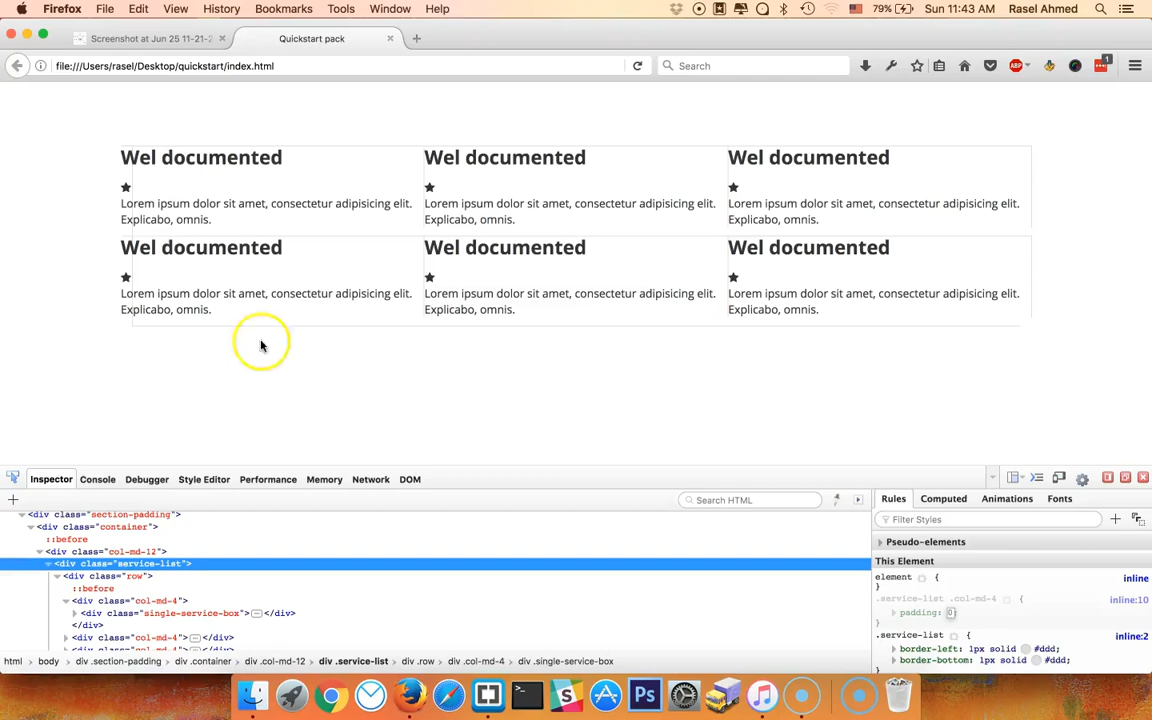 Firefox File Edit View History Bookmarks Tools Window Help 79% Sun 11:43 AM Rasel Ahmed
Screenshot at Jun 25 11-21-2 Quickstart pack
file:///Users/rasel/Desktop/quickstart/index.html Search
ABP 1
Wel documented Wel documented Wel documented
Lorem ipsum dolor sit amet, consectetur adipisicing elit. Lorem ipsum dolor sit amet, consectetur adipisicing elit. Lorem ipsum dolor sit amet, consectetur adipisicing elit.
Explicabo, omnis. Explicabo, omnis. Explicabo, omnis.
Wel documented Wel documented Wel documented
Lorem ipsum dolor sit amet, consectetur adipisicing elit. Lorem ipsum dolor sit amet, consectetur adipisicing elit. Lorem ipsum dolor sit amet, consectetur adipisicing elit.
Explicabo, omnis. Explicabo, omnis. Explicabo, omnis.
Inspector Console Debugger Style Editor Performance Memory Network DOM
+ Search HTML Rules Computed Animations Fonts
<div class="section-padding"> Filter Styles
<div class="container">
::before Pseudo-elements
<div class="col-md-12"> This Element
<div class="service-list"> element { inline
<div class="row">
::before .service-list .col-md-4 { inline:10
<div class="col-md-4"> padding: 0;
<div class="single-service-box"></div> }
</div> .service-list { inline:2
<div class="col-md-4"></div> border-left: 1px solid #ddd;
<div class="col-md-4"></div> border-bottom: 1px solid #ddd;
html body div .section-padding div .container div .col-md-12 div .service-list div .row div .col-md-4 div .single-service-box }
Ps